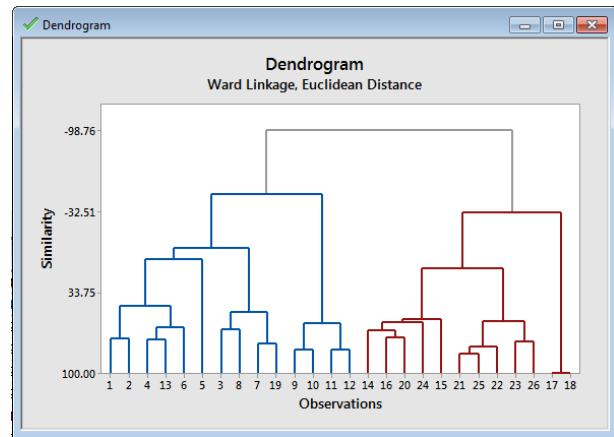 Dendrogram
Dendrogram
Ward Linkage, Euclidean Distance
-98.76
-32.51
33.75
100.00
Similarity
1 2 4 13 6 5 3 8 7 19 9 10 11 12 14 16 20 24 15 21 25 22 23 26 17 18
Observations